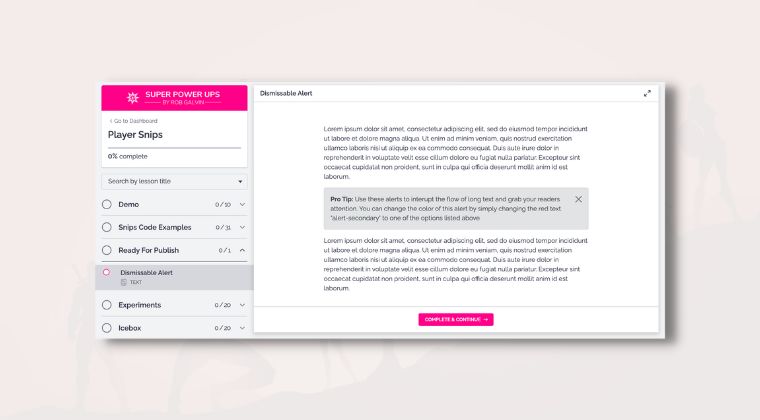 SUPER POWER UPS
BY ROB GALVIN
Go to Dashboard
Player Snips
0% complete
Search by lesson title
Demo 0/10
Snips Code Examples 0/31
Ready For Publish 0/1
Dismissable Alert
TEXT
Experiments 0/20
Icebox 0/20
Dismissable Alert
Lorem ipsum dolor sit amet, consectetur adipiscing elit, sed do eiusmod tempor incididunt
ut labore et dolore magna aliqua. Ut enim ad minim veniam, quis nostrud exercitation
ullamco laboris nisi ut aliquip ex ea commodo consequat. Duis aute irure dolor in
reprehenderit in voluptate velit esse cillum dolore eu fugiat nulla pariatur. Excepteur sint
occaecat cupidatat non proident, sunt in culpa qui officia deserunt mollit anim id est
laborum.
Pro Tip: Use these alerts to interupt the flow of long text and grab your readers
attention. You can change the color of this alert by simply changing the red text
"alert-secondary" to one of the options listed above
Lorem ipsum dolor sit amet, consectetur adipiscing elit, sed do eiusmod tempor incididunt
ut labore et dolore magna aliqua. Ut enim ad minim veniam, quis nostrud exercitation
ullamco laboris nisi ut aliquip ex ea commodo consequat. Duis aute irure dolor in
reprehenderit in voluptate velit esse cillum dolore eu fugiat nulla pariatur. Excepteur sint
occaecat cupidatat non proident, sunt in culpa qui officia deserunt mollit anim id est
laborum.
COMPLETE & CONTINUE